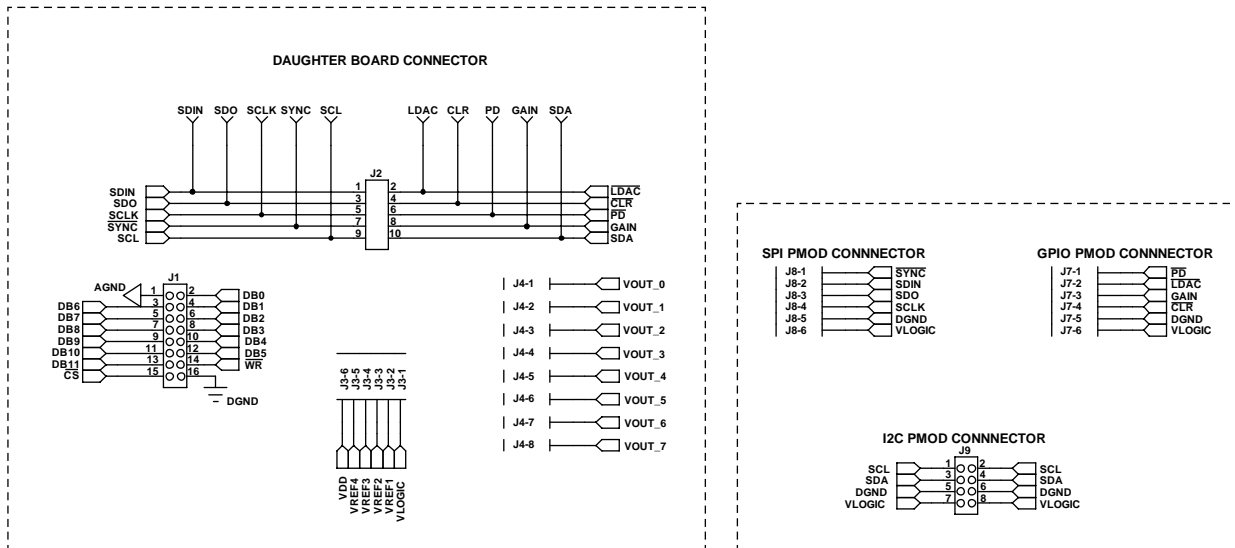 DAUGHTER BOARD CONNECTOR
SDIN SDO SCLK SYNC SCL LDAC CLR PD GAIN SDA
J2
SDIN 1 2 LDAC
SDO 3 4 CLR
SCLK 5 6 PD
SYNC 7 8 GAIN
SCL 9 10 SDA
J1
AGND 1 2 DB0
DB6 3 4 DB1
DB7 5 6 DB2
DB8 7 8 DB3
DB9 9 10 DB4
DB10 11 12 DB5
DB11 13 14 WR
CS 15 16
DGND
J3-6 J3-5 J3-4 J3-3 J3-2 J3-1
VDD VREF4 VREF3 VREF2 VREF1 VLOGIC
J4-1 VOUT_0
J4-2 VOUT_1
J4-3 VOUT_2
J4-4 VOUT_3
J4-5 VOUT_4
J4-6 VOUT_5
J4-7 VOUT_6
J4-8 VOUT_7
SPI PMOD CONNNECTOR
J8-1 SYNC
J8-2 SDIN
J8-3 SDO
J8-4 SCLK
J8-5 DGND
J8-6 VLOGIC
GPIO PMOD CONNNECTOR
J7-1 PD
J7-2 LDAC
J7-3 GAIN
J7-4 CLR
J7-5 DGND
J7-6 VLOGIC
I2C PMOD CONNNECTOR
J9
SCL 1 2 SCL
SDA 3 4 SDA
DGND 5 6 DGND
VLOGIC 7 8 VLOGIC